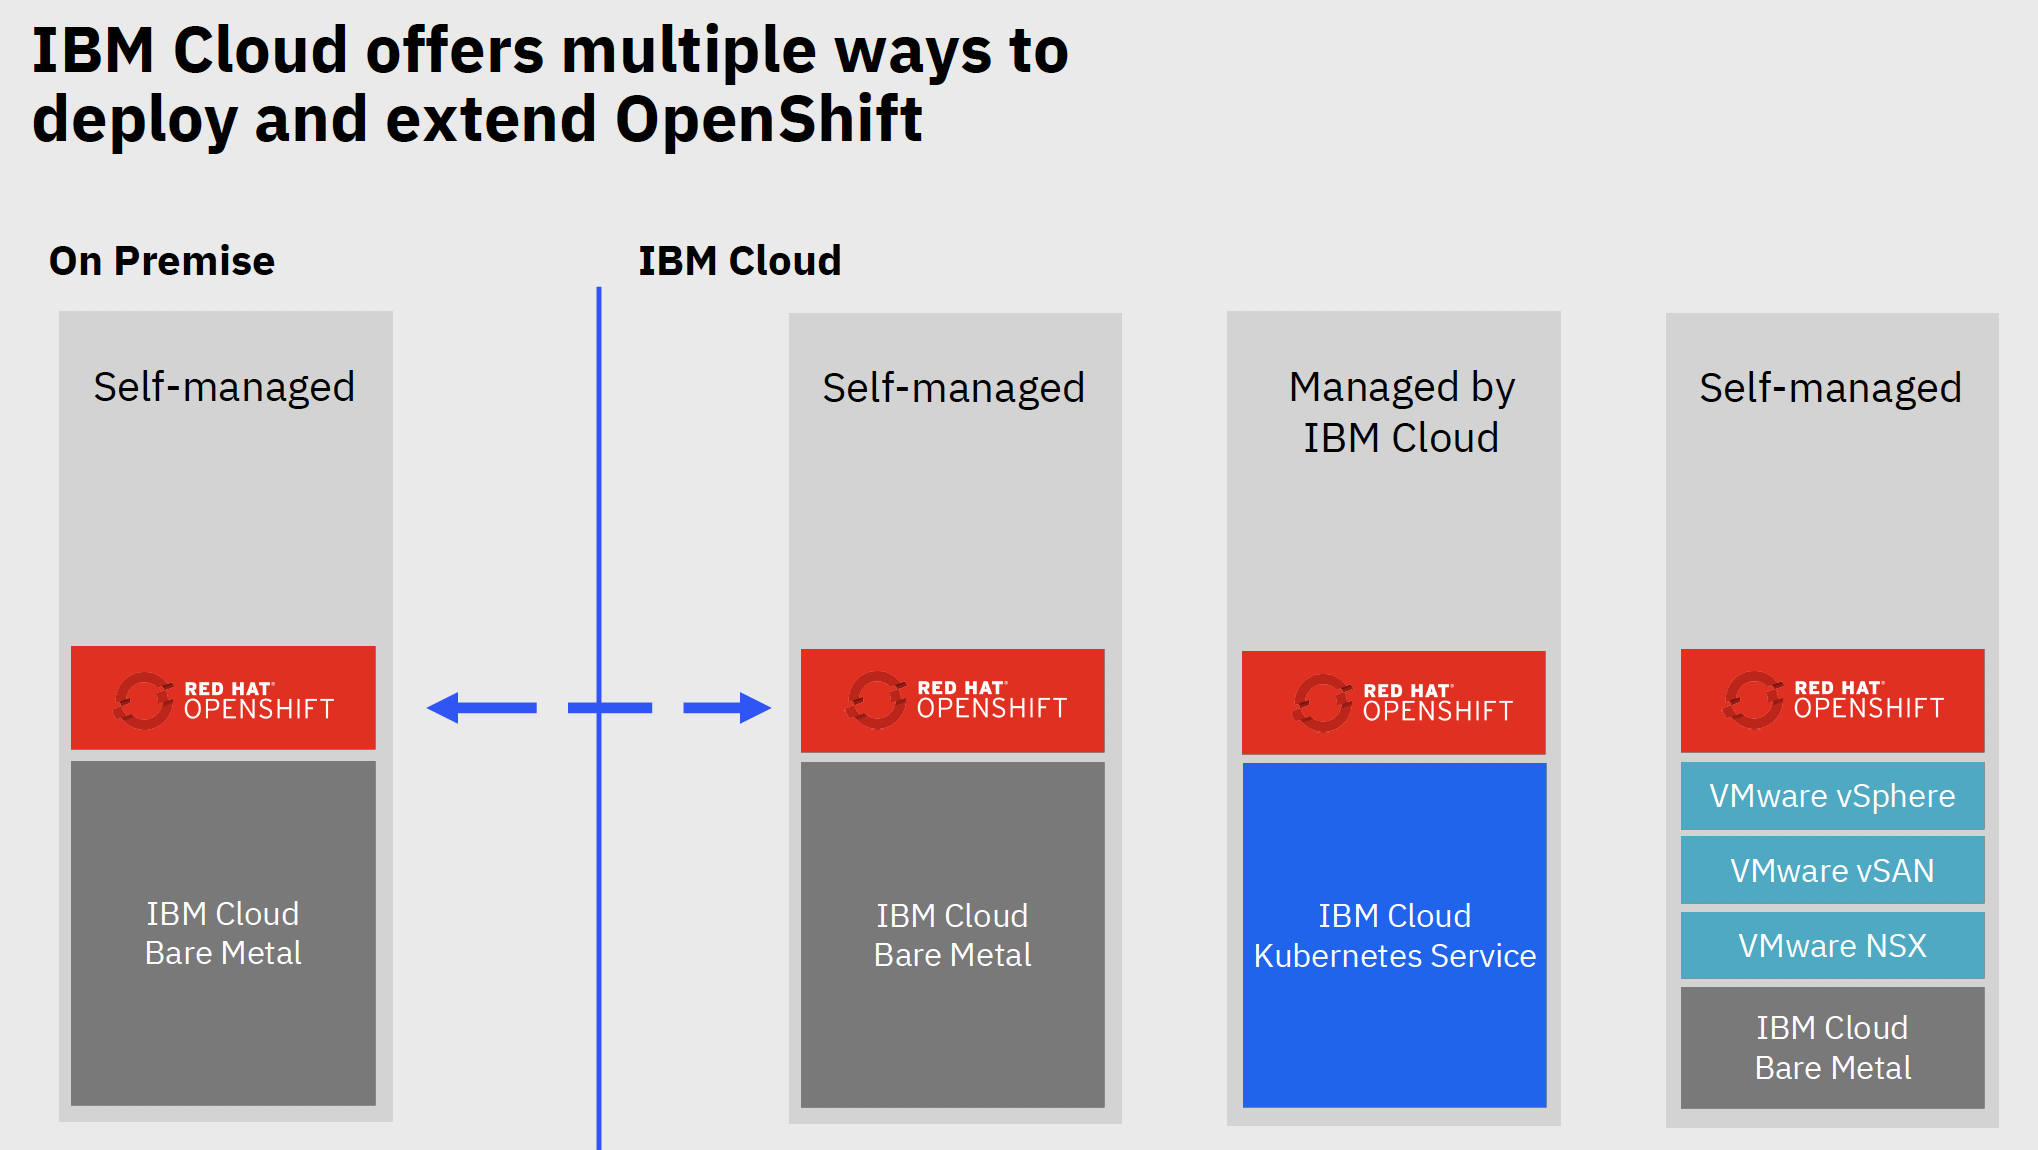 IBM Cloud offers multiple ways to
deploy and extend OpenShift
On Premise
IBM Cloud
Self-managed
RED HAT®
OPENSHIFT
IBM Cloud
Bare Metal
Self-managed
RED HAT®
OPENSHIFT
IBM Cloud
Bare Metal
Managed by
IBM Cloud
RED HAT®
OPENSHIFT
IBM Cloud
Kubernetes Service
Self-managed
RED HAT®
OPENSHIFT
VMware vSphere
VMware vSAN
VMware NSX
IBM Cloud
Bare Metal